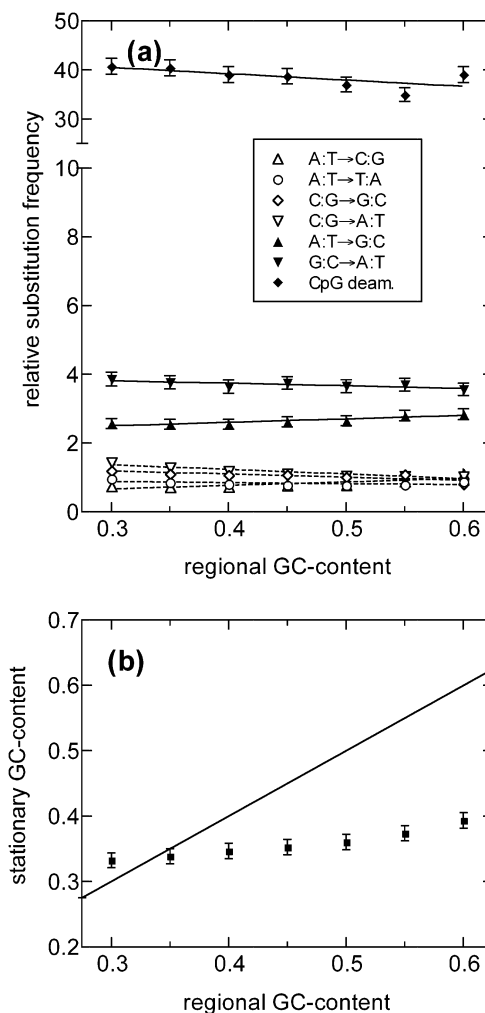 (a)
50
40
30
10
8
6
4
2
0
relative substitution frequency
A:T→C:G
A:T→T:A
C:G→G:C
C:G→A:T
A:T→G:C
G:C→A:T
CpG deam.
0.3 0.4 0.5 0.6
regional GC-content
(b)
0.7
0.6
0.5
0.4
0.3
0.2
stationary GC-content
0.3 0.4 0.5 0.6
regional GC-content